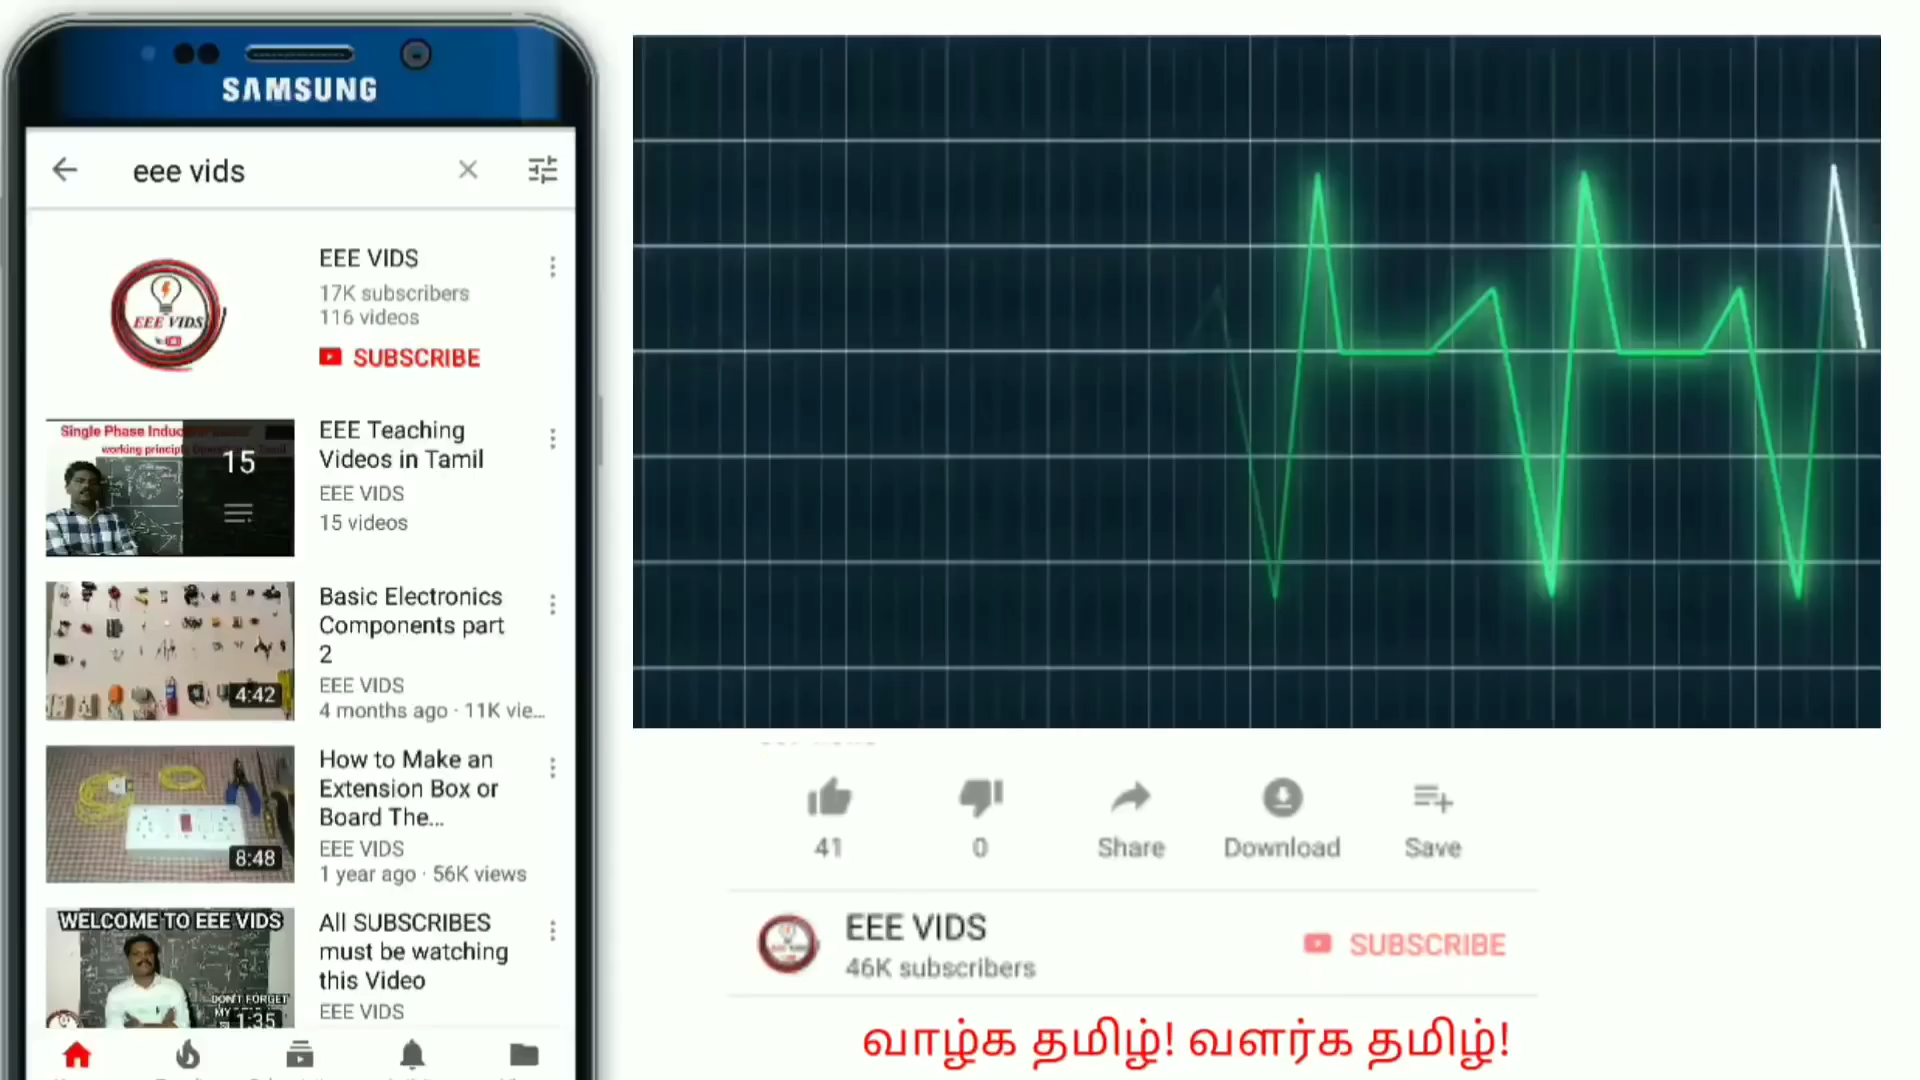 SAMSUNG
eee vids
EEE VIDS
17K subscribers
116 videos
EEE VIDS
SUBSCRIBE
Single Phase Induc
working principl
15
EEE Teaching
Videos in Tamil
EEE VIDS
15 videos
Basic Electronics
Components part
2
EEE VIDS
4 months ago · 11K vie...
4:42
How to Make an
Extension Box or
Board The...
EEE VIDS
1 year ago · 56K views
8:48
WELCOME TO EEE VIDS
DON'T FORGET
1:35
All SUBSCRIBES
must be watching
this Video
EEE VIDS
41
0
Share
Download
Save
EEE VIDS
46K subscribers
SUBSCRIBE
வாழ்க தமிழ்! வளர்க தமிழ்!